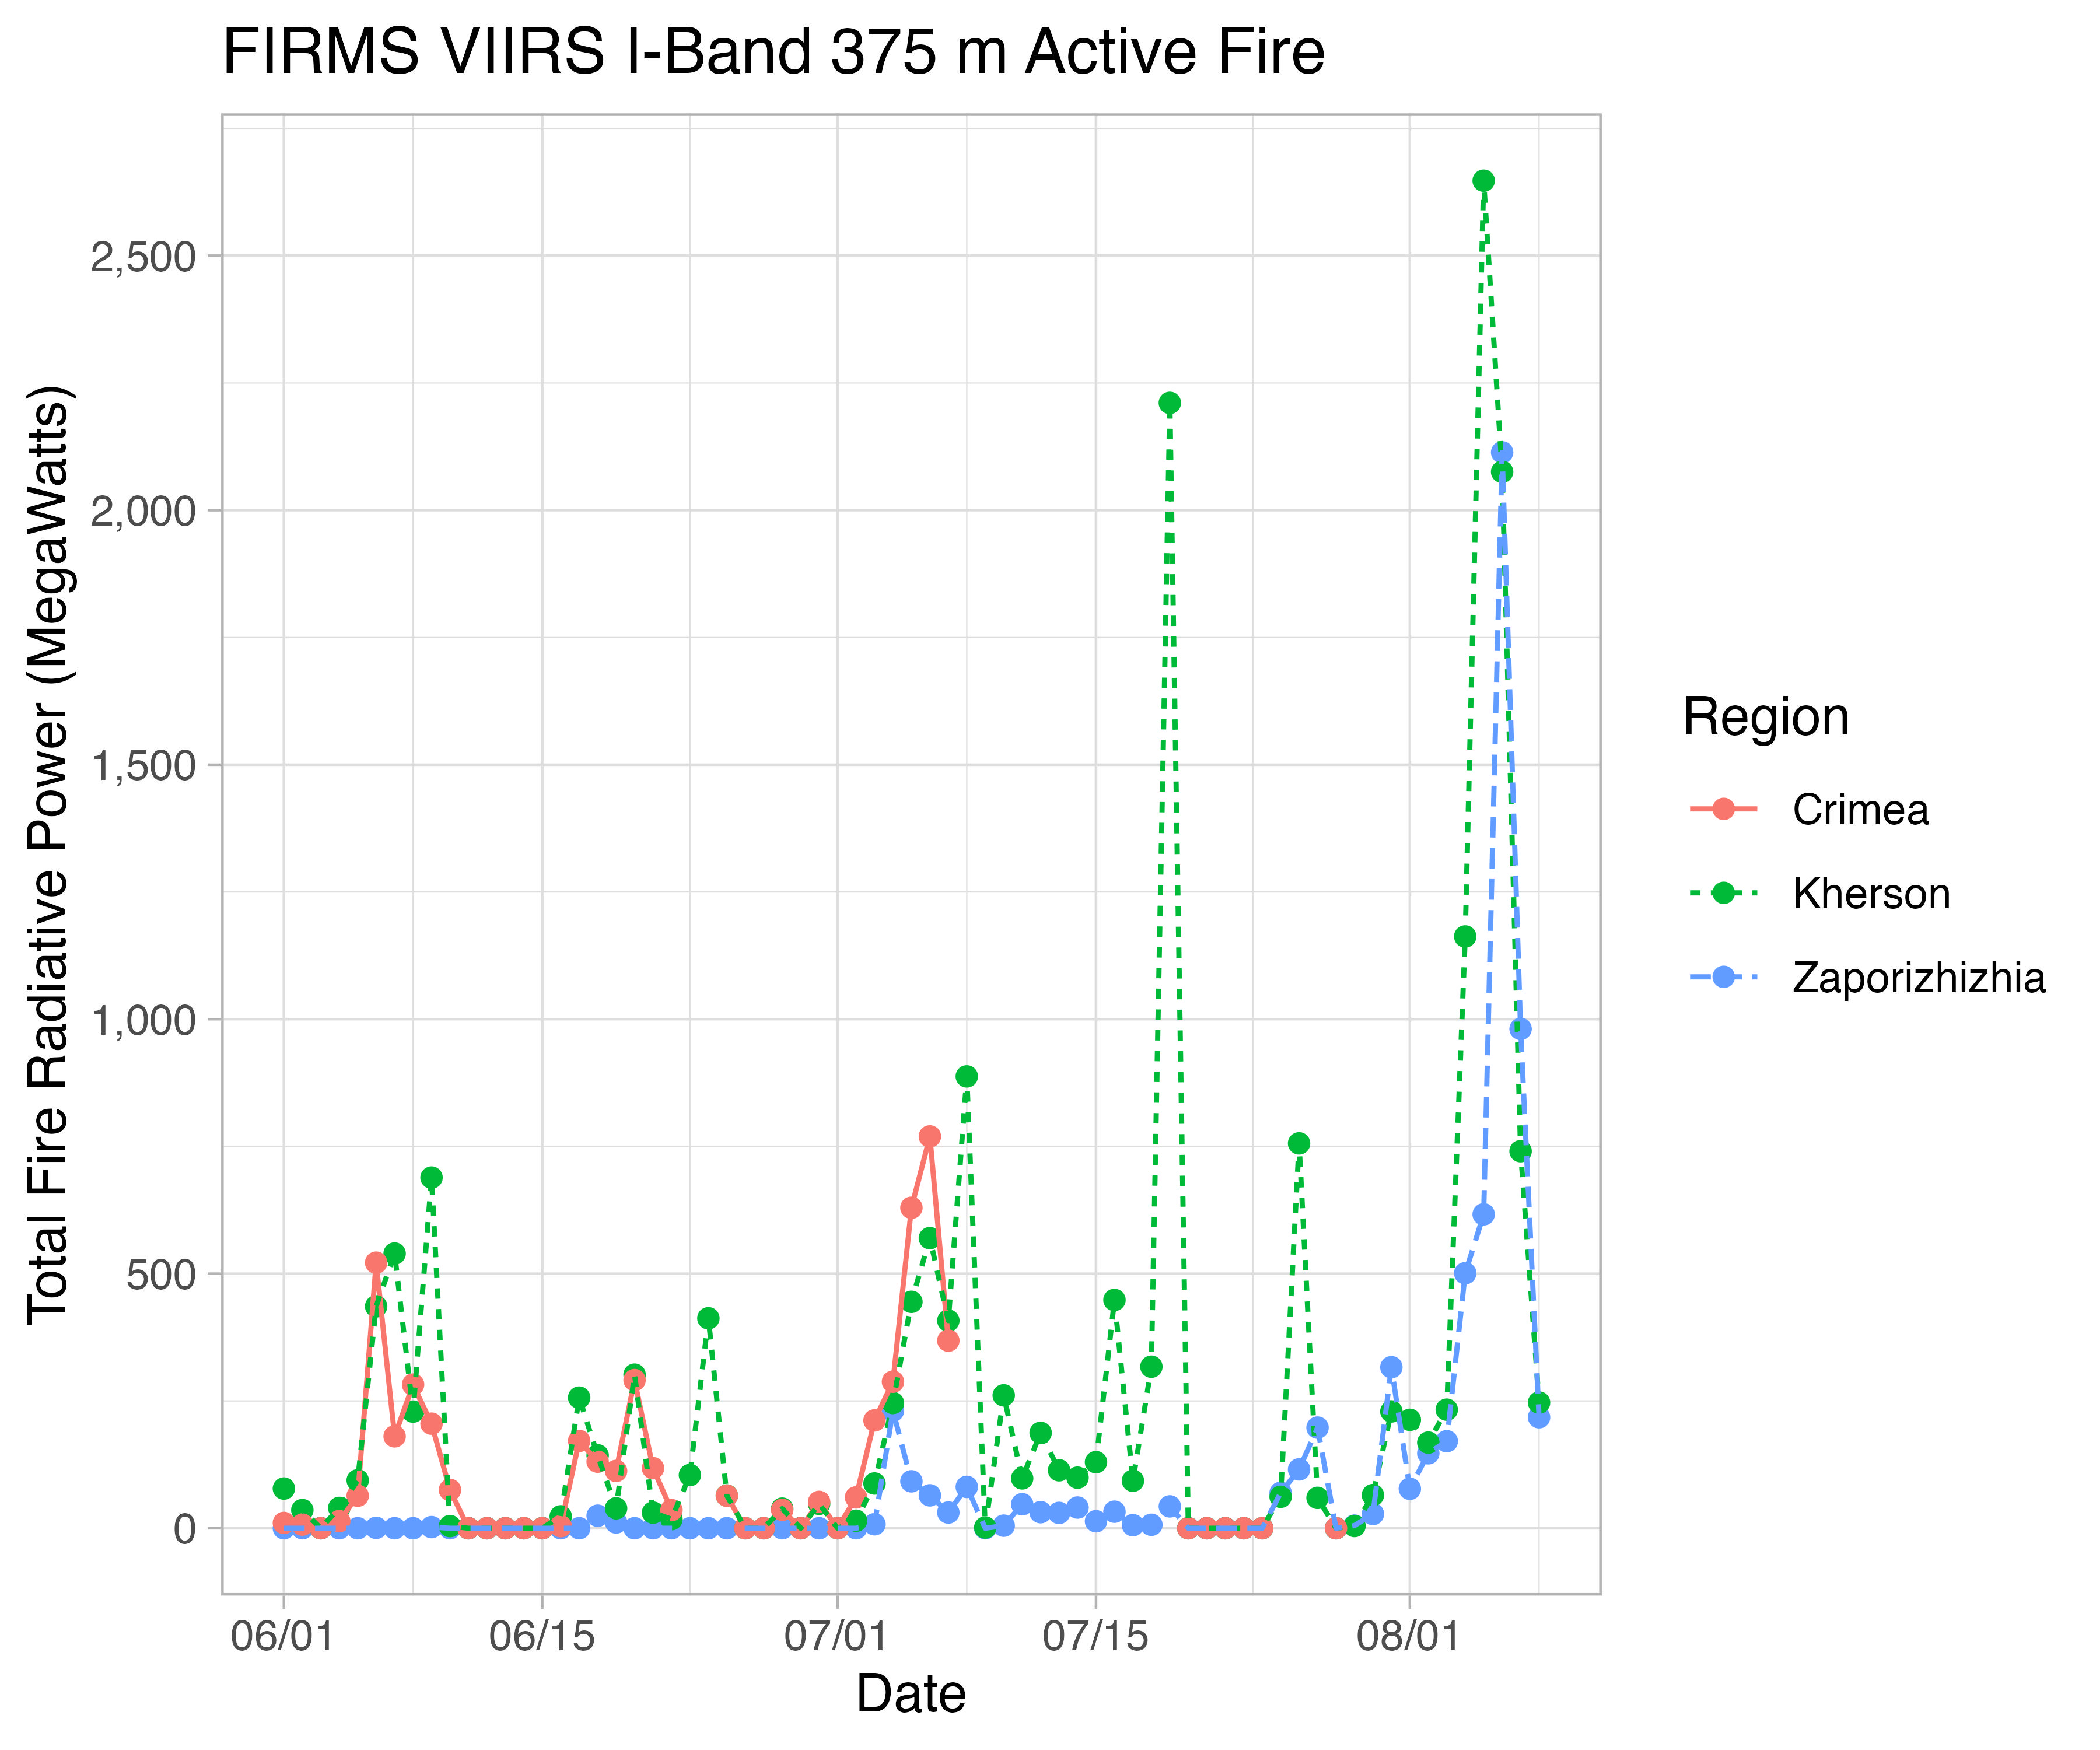 FIRMS VIIRS I-Band 375 m Active Fire
Total Fire Radiative Power (MegaWatts)
2,500
2,000
1,500
1,000
500
0
06/01 06/15 07/01 07/15 08/01
Date
Region
Crimea
Kherson
Zaporizhizhia